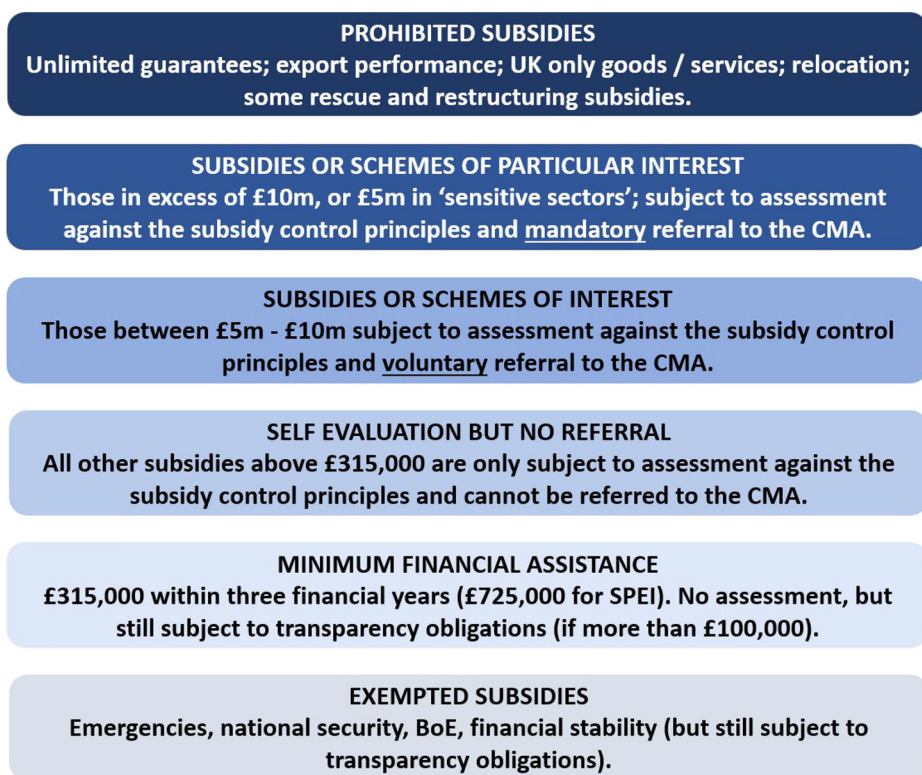 PROHIBITED SUBSIDIES
Unlimited guarantees; export performance; UK only goods / services; relocation;
some rescue and restructuring subsidies.
SUBSIDIES OR SCHEMES OF PARTICULAR INTEREST
Those in excess of £10m, or £5m in ‘sensitive sectors’; subject to assessment
against the subsidy control principles and mandatory referral to the CMA.
SUBSIDIES OR SCHEMES OF INTEREST
Those between £5m - £10m subject to assessment against the subsidy control
principles and voluntary referral to the CMA.
SELF EVALUATION BUT NO REFERRAL
All other subsidies above £315,000 are only subject to assessment against the
subsidy control principles and cannot be referred to the CMA.
MINIMUM FINANCIAL ASSISTANCE
£315,000 within three financial years (£725,000 for SPEI). No assessment, but
still subject to transparency obligations (if more than £100,000).
EXEMPTED SUBSIDIES
Emergencies, national security, BoE, financial stability (but still subject to
transparency obligations).